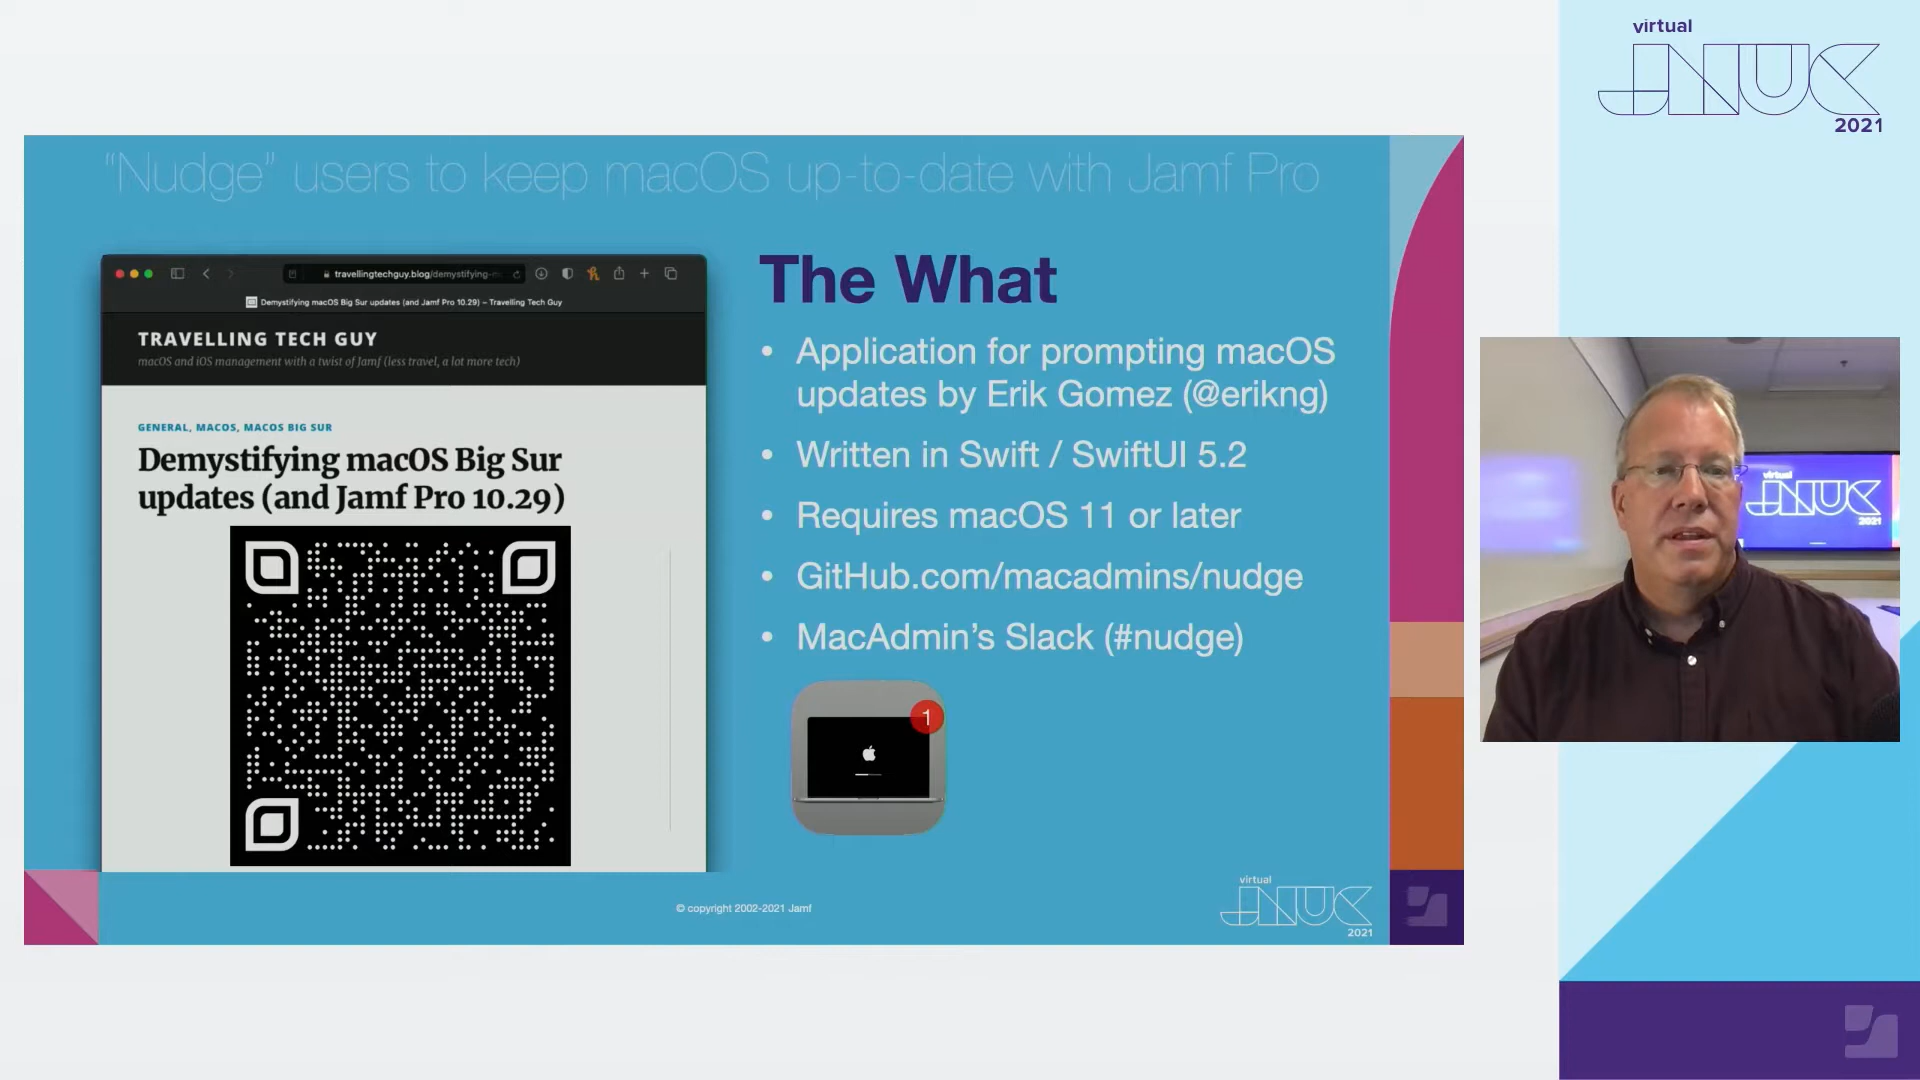 virtual
JNUC
2021
“Nudge” users to keep macOS up-to-date with Jamf Pro
travellingtechguy.blog/demystifying-
Demystifying macOS Big Sur updates (and Jamf Pro 10.29) – Travelling Tech Guy
TRAVELLING TECH GUY
macOS and iOS management with a twist of Jamf (less travel, a lot more tech)
GENERAL, MACOS, MACOS BIG SUR
Demystifying macOS Big Sur
updates (and Jamf Pro 10.29)
The What
• Application for prompting macOS
updates by Erik Gomez (@erikng)
• Written in Swift / SwiftUI 5.2
• Requires macOS 11 or later
• GitHub.com/macadmins/nudge
• MacAdmin’s Slack (#nudge)
1
virtual
JNUC
2021
© copyright 2002-2021 Jamf
virtual
JNUC
2021